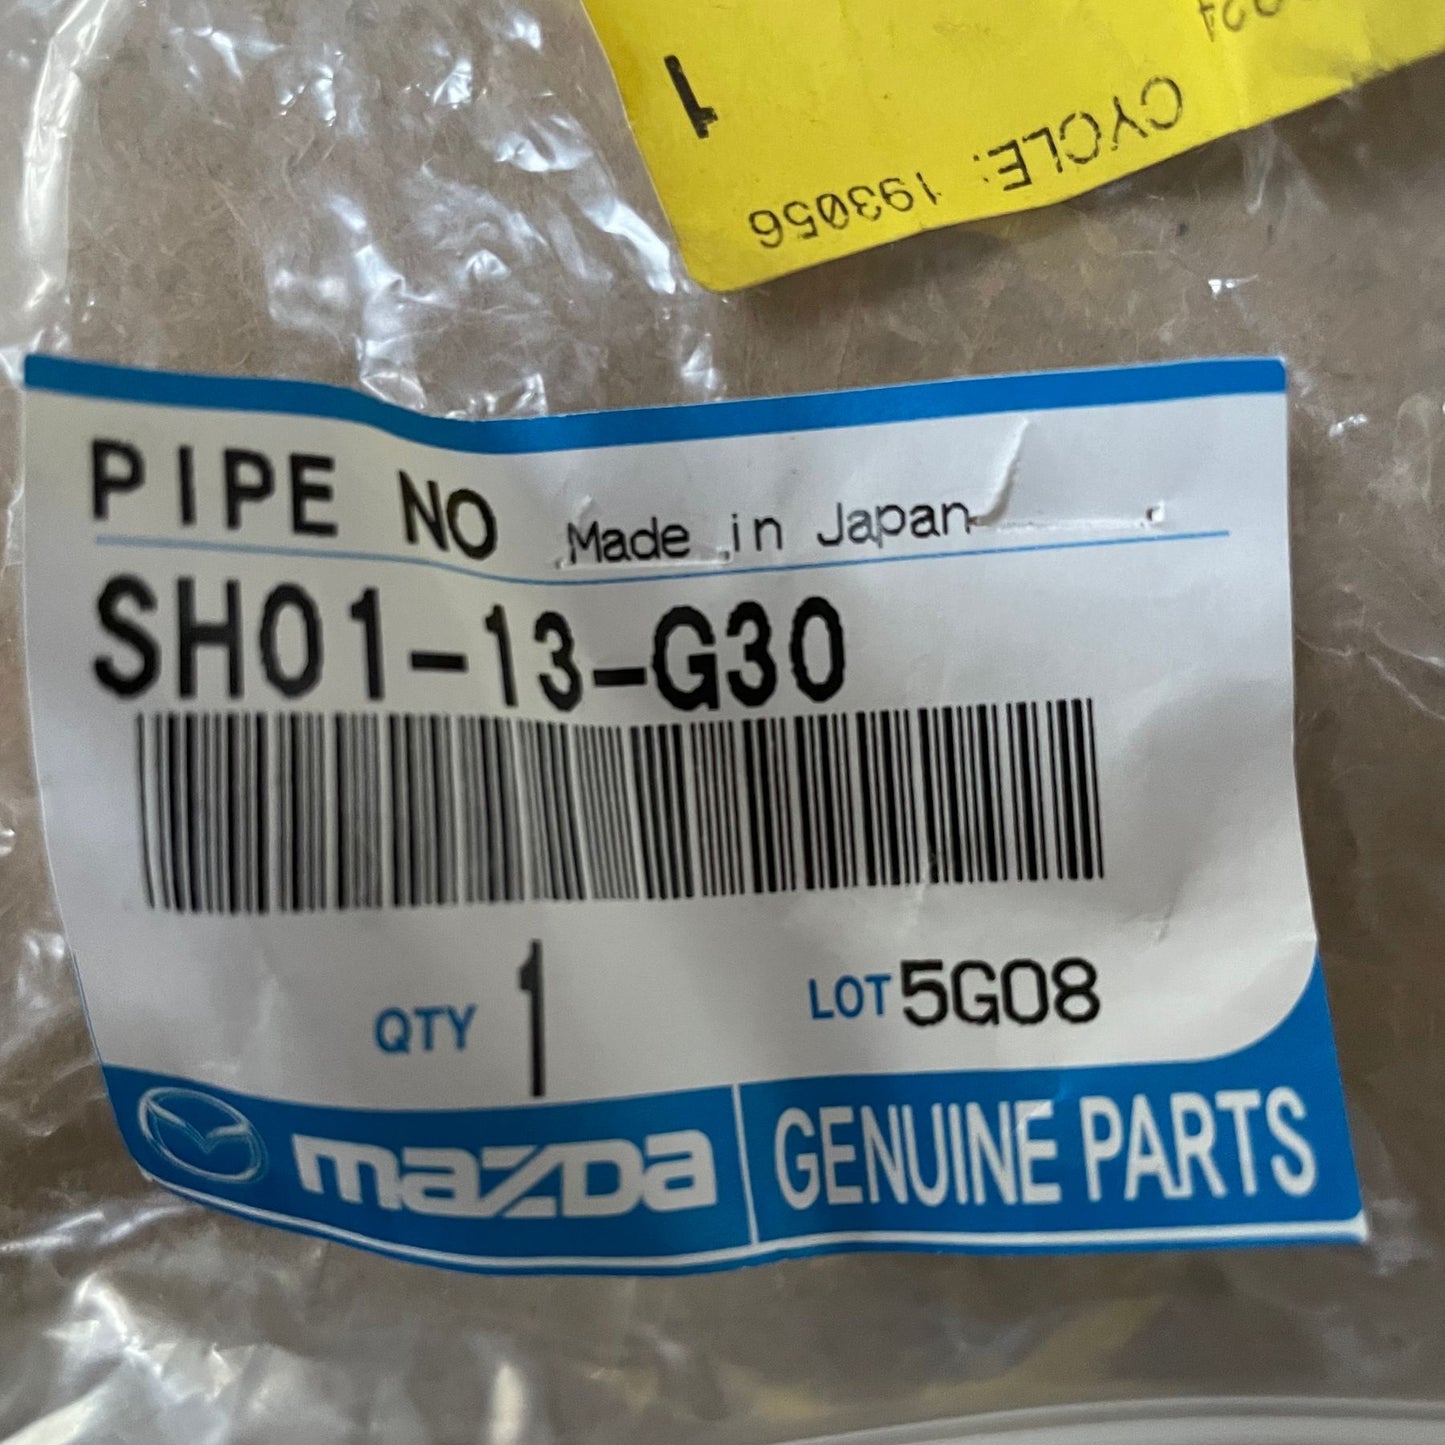 1
CYCLE: 193056
PIPE NO Made in Japan
SH01-13-G30
QTY 1 LOT 5G08
mazda GENUINE PARTS